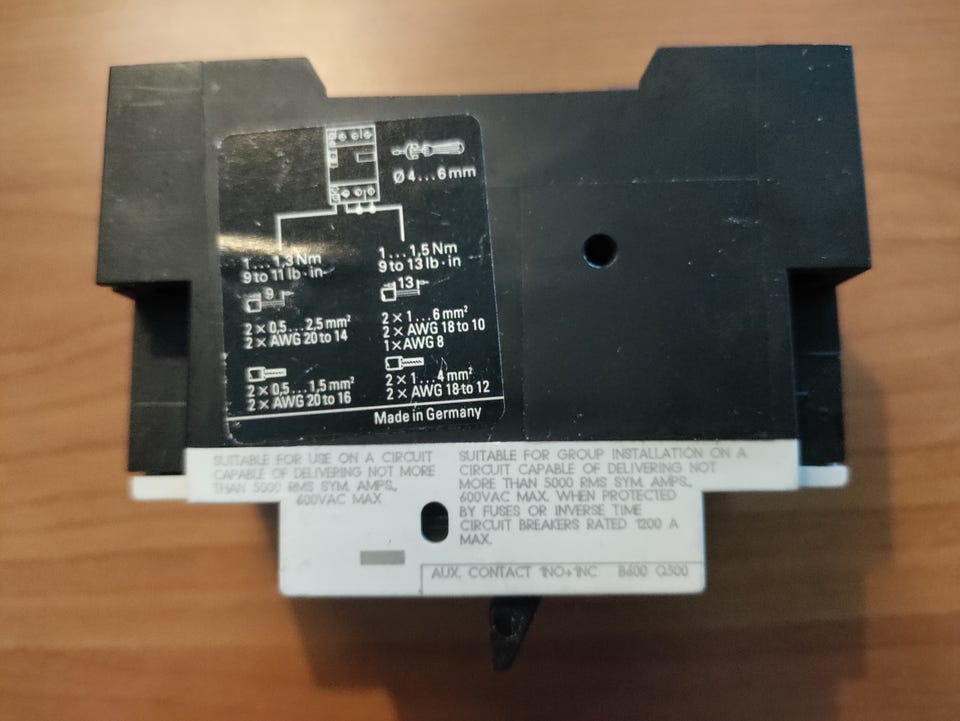 Ø 4...6 mm
1...1,3 Nm
9 to 11 lb·in
9
2 × 0,5...2,5 mm²
2 × AWG 20 to 14
2 × 0,5...1,5 mm²
2 × AWG 20 to 16
1...1,5 Nm
9 to 13 lb·in
13
2 × 1...6 mm²
2 × AWG 18 to 10
1 × AWG 8
2 × 1...4 mm²
2 × AWG 18 to 12
Made in Germany
SUITABLE FOR USE ON A CIRCUIT
CAPABLE OF DELIVERING NOT MORE
THAN 5000 RMS SYM. AMPS.,
600VAC MAX
SUITABLE FOR GROUP INSTALLATION ON A
CIRCUIT CAPABLE OF DELIVERING NOT
MORE THAN 5000 RMS SYM. AMPS.,
600VAC MAX. WHEN PROTECTED
BY FUSES OR INVERSE TIME
CIRCUIT BREAKERS RATED 1200 A
MAX.
AUX. CONTACT 1NO+1NC B600 Q300